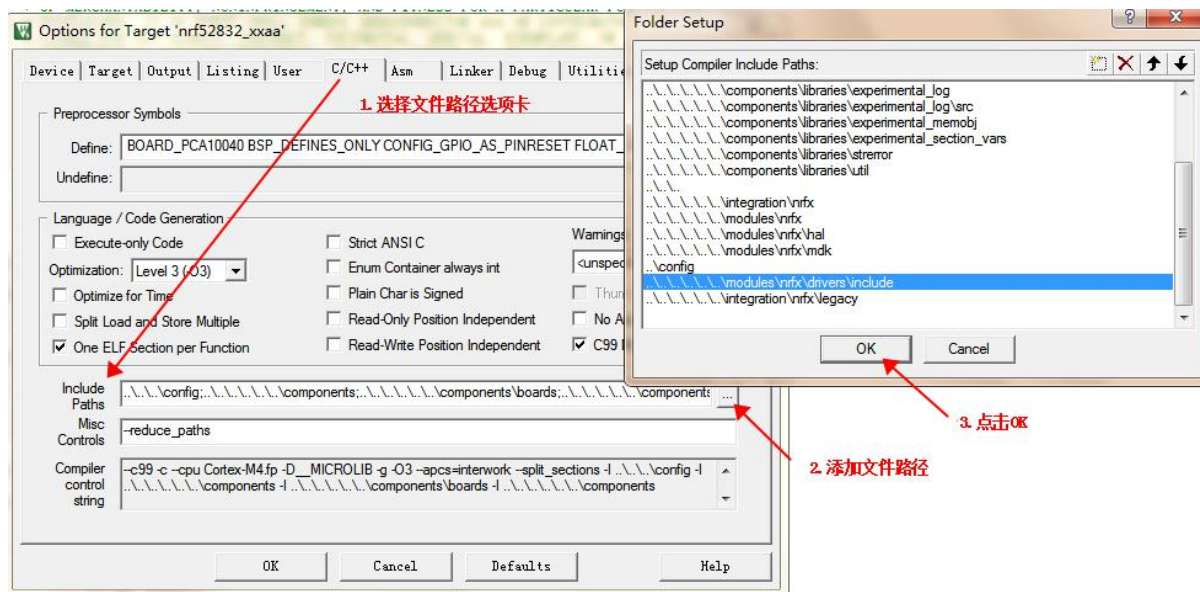 Options for Target 'nrf52832_xxaa'
Device | Target | Output | Listing | User | C/C++ | Asm | Linker | Debug |
1.选择文件路径选项卡
Preprocessor Symbols
Define: BOARD_PCA10040 BSP_DEFINES_ONLY CONFIG_GPIO_AS_PINRESET FLOAT_
Undefine:
Language / Code Generation
Execute-only Code
Strict ANSI C
Warnings
Optimization: Level 3 (-O3)
Enum Container always int
Optimize for Time
Plain Char is Signed
Split Load and Store Multiple
Read-Only Position Independent
No A
One ELF Section per Function
Read-Write Position Independent
C99
Include Paths
..\..\..\config;..\..\..\..\..\..\components;..\..\..\..\..\..\components\boards;..\..\..\..\..\..\components
...
Misc Controls
--reduce_paths
Compiler control string
--c99 -c --cpu Cortex-M4.fp -D__MICROLIB -g -O3 --apcs=interwork --split_sections -I ..\..\..\config -I
..\..\..\..\..\..\components -I ..\..\..\..\..\..\components\boards -I ..\..\..\..\..\..\components
OK Cancel Defaults Help
Folder Setup
Setup Compiler Include Paths:
..\..\..\..\..\..\components\libraries\experimental_log
..\..\..\..\..\..\components\libraries\experimental_log\src
..\..\..\..\..\..\components\libraries\experimental_memobj
..\..\..\..\..\..\components\libraries\experimental_section_vars
..\..\..\..\..\..\components\libraries\strerror
..\..\..\..\..\..\components\libraries\util
..\..\..
..\..\..\..\..\..\integration\nrfx
..\..\..\..\..\..\modules\nrfx
..\..\..\..\..\..\modules\nrfx\hal
..\..\..\..\..\..\modules\nrfx\mdk
..\config
..\..\..\..\..\..\modules\nrfx\drivers\include
..\..\..\..\..\..\integration\nrfx\legacy
OK Cancel
3.点击OK
2.添加文件路径